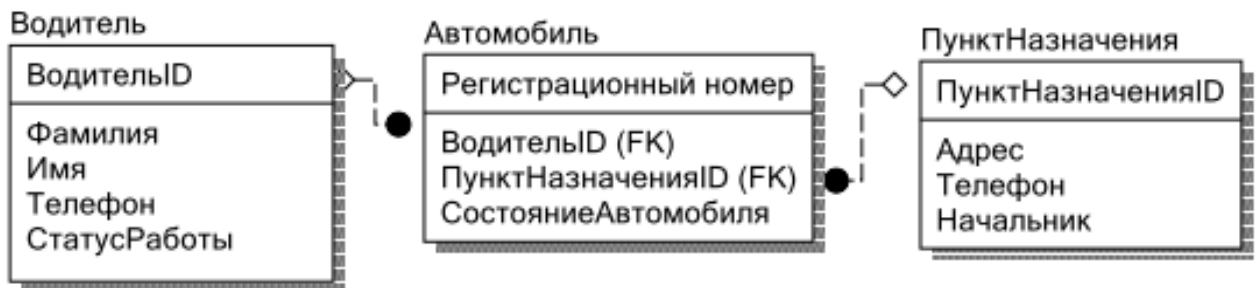 Водитель
ВодительID
Фамилия
Имя
Телефон
СтатусРаботы
Автомобиль
Регистрационный номер
ВодительID (FK)
ПунктНазначенияID (FK)
СостояниеАвтомобиля
ПунктНазначения
ПунктНазначенияID
Адрес
Телефон
Начальник